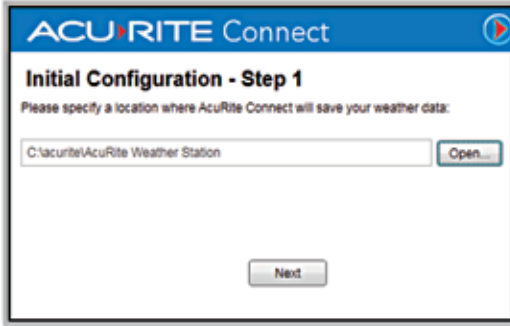 ACU›RITE Connect
Initial Configuration - Step 1
Please specify a location where AcuRite Connect will save your weather data:
C:\acurite\AcuRite Weather Station
Open...
Next